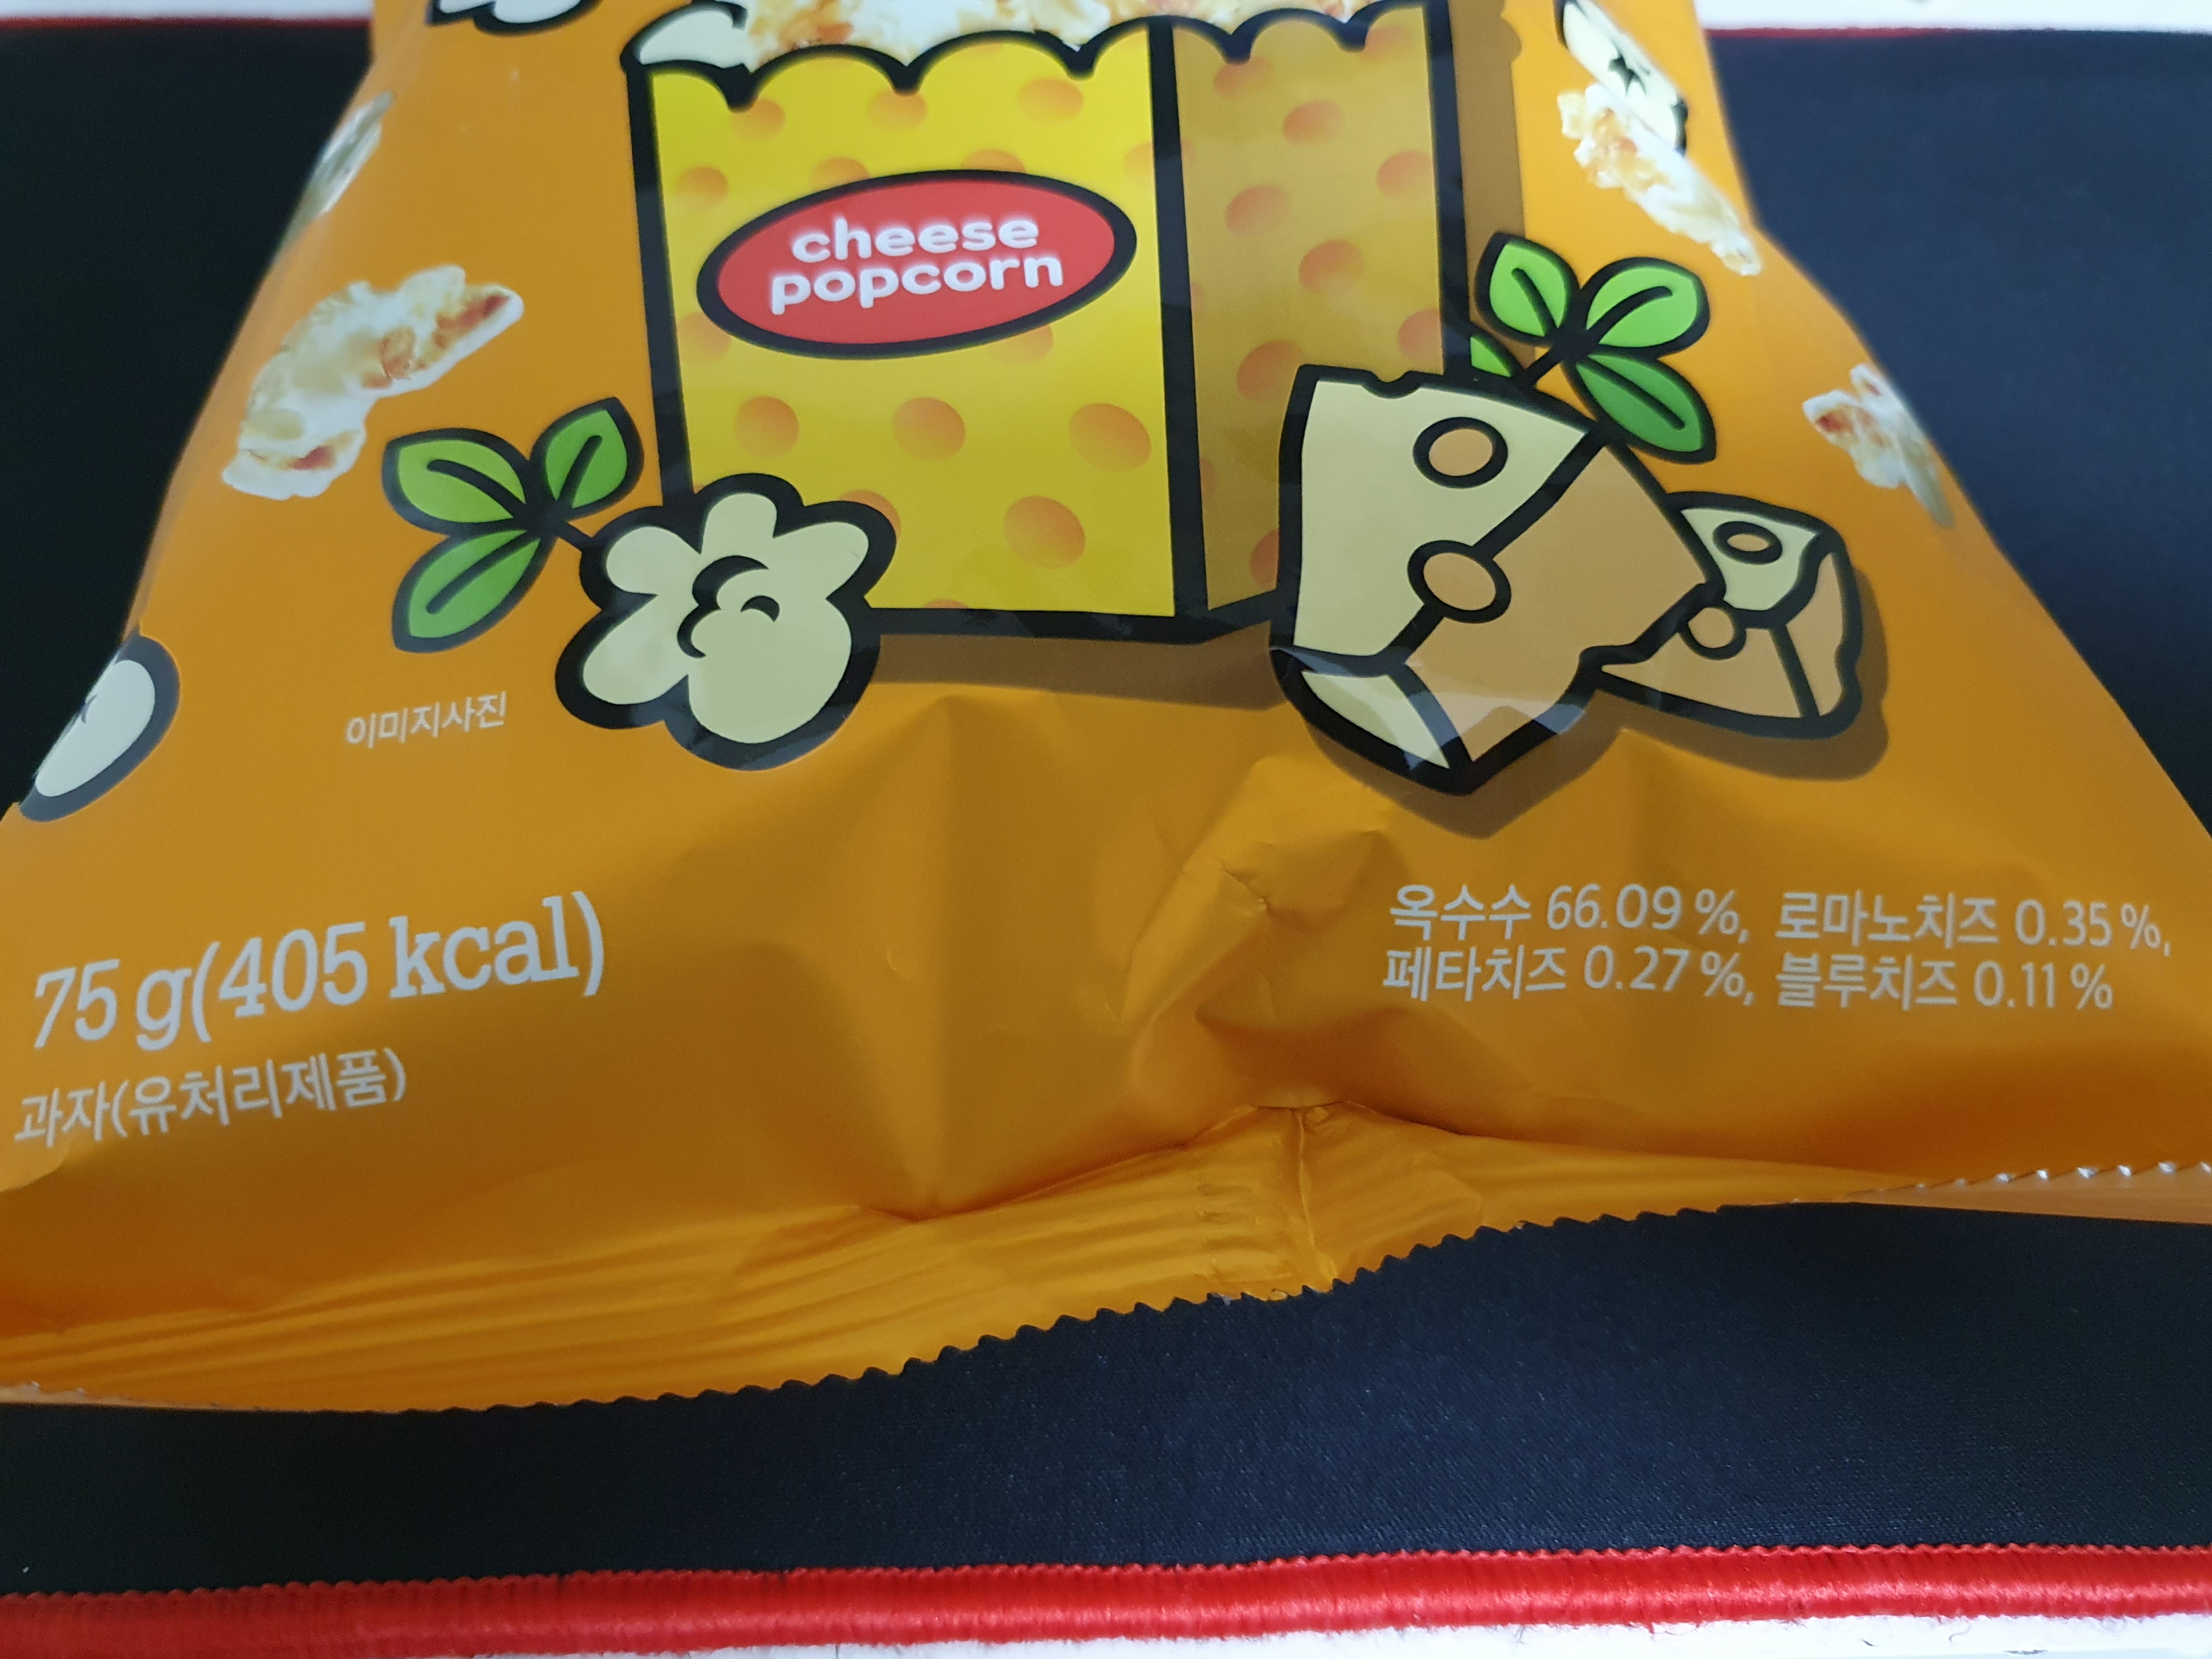 cheese
popcorn
이미지사진
75 g(405 kcal)
과자(유처리제품)
옥수수 66.09 %, 로마노치즈 0.35 %,
페타치즈 0.27 %, 블루치즈 0.11 %